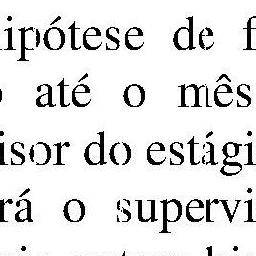 ipótese de f
o até o mês
isor do estági
rá o supervi